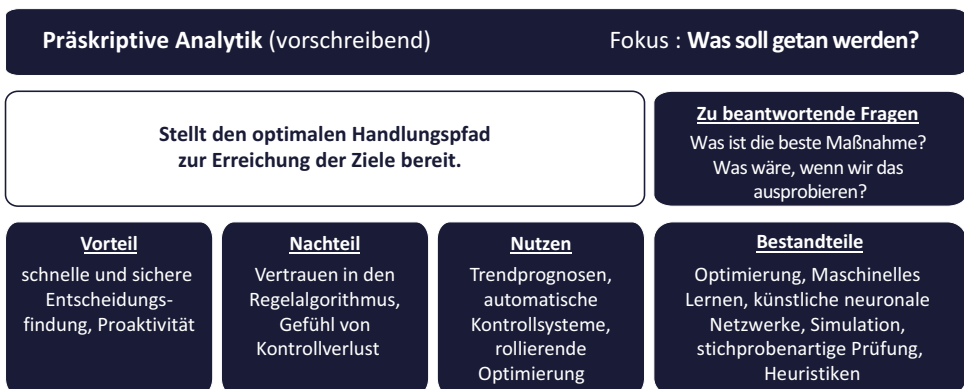 Präskriptive Analytik (vorschreibend)
Fokus : Was soll getan werden?
Stellt den optimalen Handlungspfad
zur Erreichung der Ziele bereit.
Zu beantwortende Fragen
Was ist die beste Maßnahme?
Was wäre, wenn wir das
ausprobieren?
Vorteil
schnelle und sichere
Entscheidungs-
findung, Proaktivität
Nachteil
Vertrauen in den
Regelalgorithmus,
Gefühl von
Kontrollverlust
Nutzen
Trendprognosen,
automatische
Kontrollsysteme,
rollierende
Optimierung
Bestandteile
Optimierung, Maschinelles
Lernen, künstliche neuronale
Netzwerke, Simulation,
stichprobenartige Prüfung,
Heuristiken